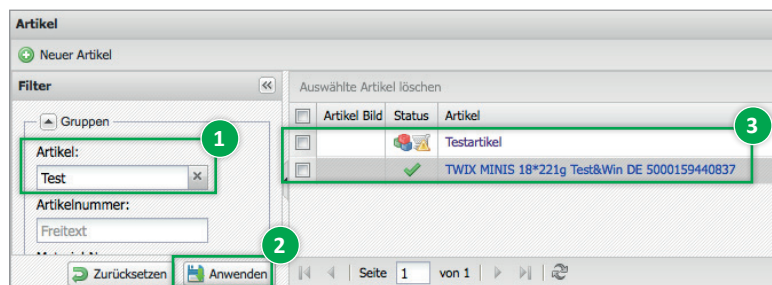 Artikel
Neuer Artikel
Filter
Gruppen
1
Artikel:
Test
Artikelnummer:
Freitext
2
Zurücksetzen
Anwenden
Auswählte Artikel löschen
Artikel Bild Status Artikel
3
Testartikel
TWIX MINIS 18*221g Test&Win DE 5000159440837
Seite 1 von 1